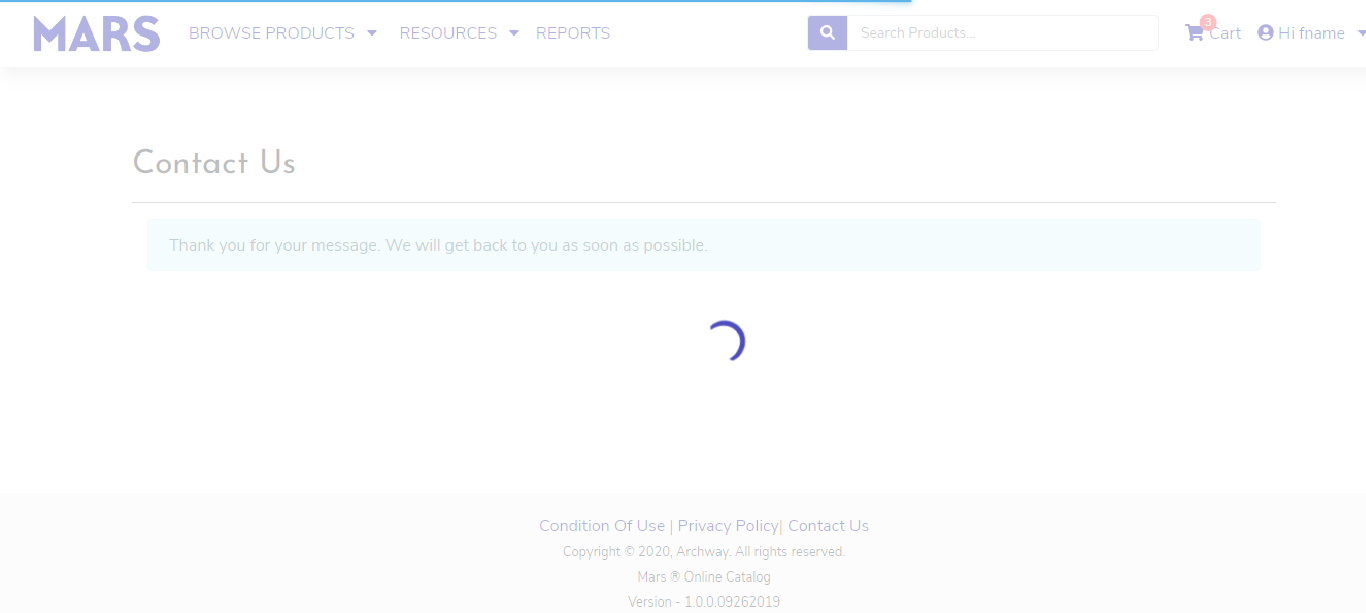 MARS BROWSE PRODUCTS RESOURCES REPORTS Search Products... 3 Cart Hi fname
Contact Us
Thank you for your message. We will get back to you as soon as possible.
Condition Of Use | Privacy Policy| Contact Us
Copyright © 2020, Archway. All rights reserved.
Mars ® Online Catalog
Version - 1.0.0.09262019